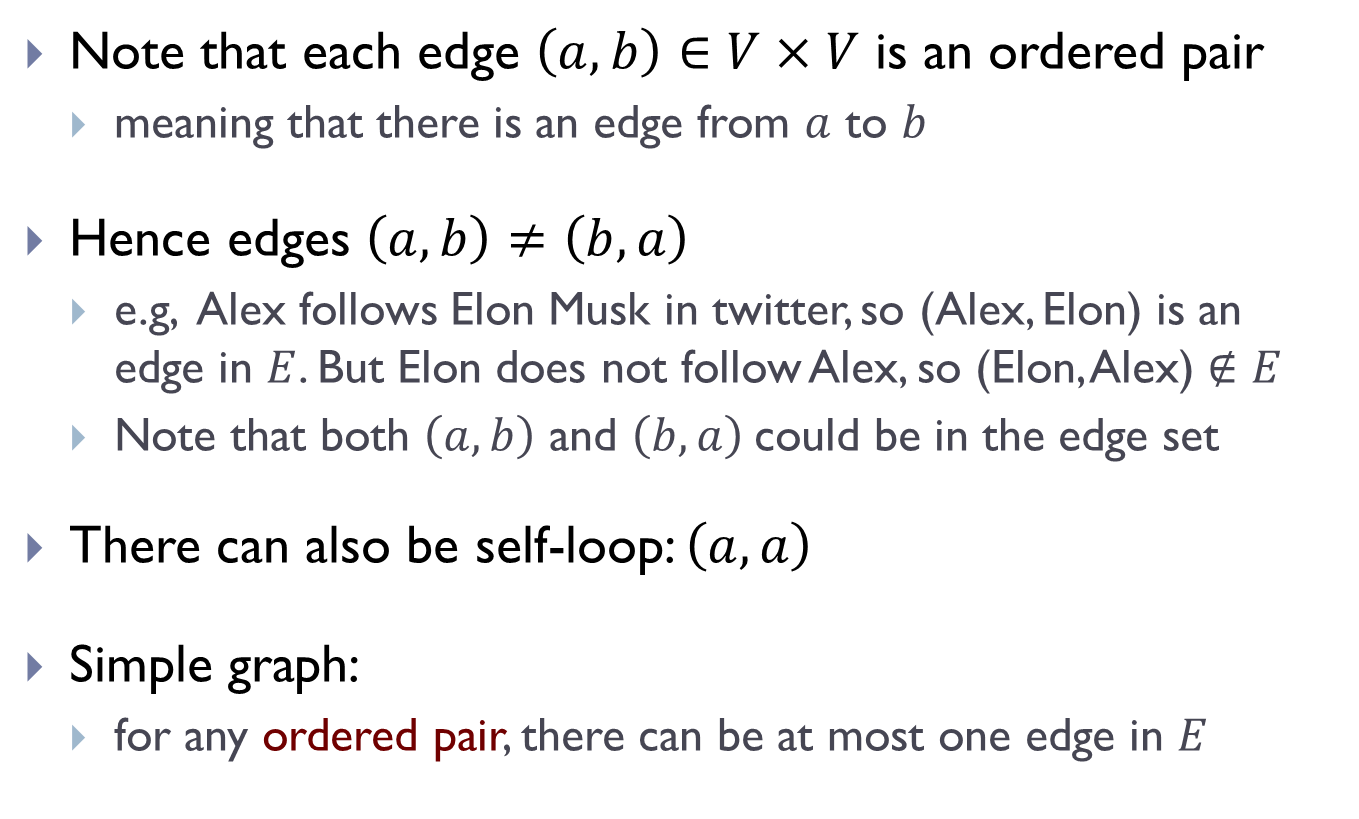 Note that each edge (a, b) ∈ V × V is an ordered pair
meaning that there is an edge from a to b
Hence edges (a, b) ≠ (b, a)
e.g, Alex follows Elon Musk in twitter, so (Alex, Elon) is an
edge in E. But Elon does not follow Alex, so (Elon, Alex) ∉ E
Note that both (a, b) and (b, a) could be in the edge set
There can also be self-loop: (a, a)
Simple graph:
for any ordered pair, there can be at most one edge in E